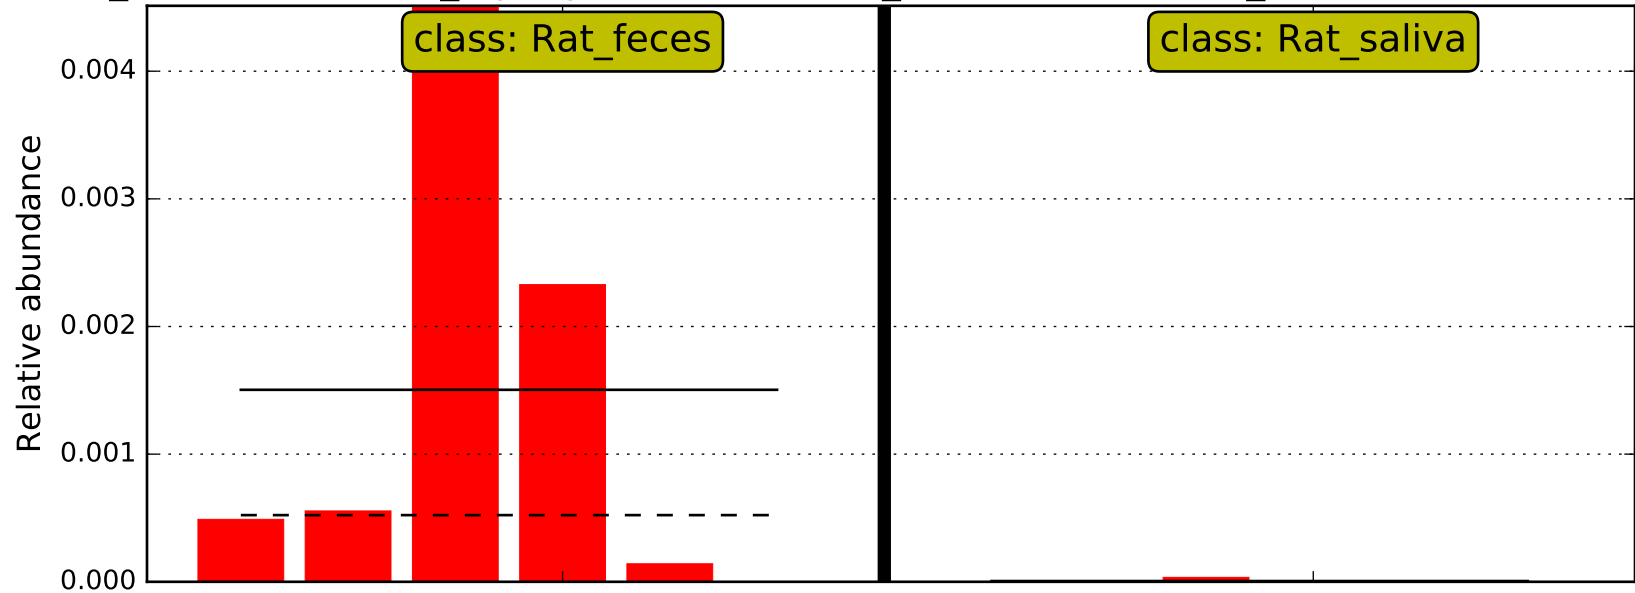 class: Rat_feces
class: Rat_saliva
0.004
0.003
0.002
0.001
0.000
Relative abundance